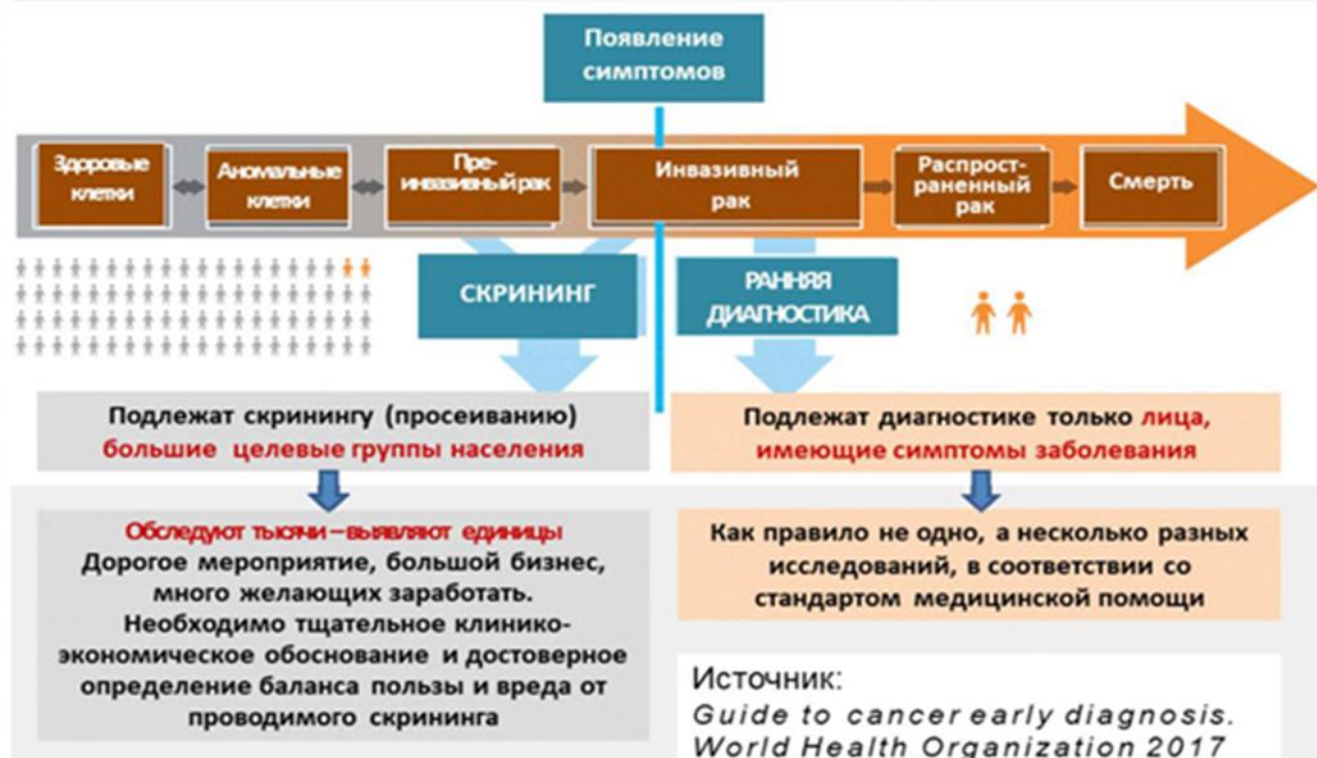 Появление
симптомов
Здоровые
клетки
Аномальные
клетки
Пре-
инвазивный рак
Инвазивный
рак
Распрост-
раненный
рак
Смерть
СКРИНИНГ
РАННЯЯ
ДИАГНОСТИКА
Подлежат скринингу (просеиванию)
большие целевые группы населения
Подлежат диагностике только лица,
имеющие симптомы заболевания
Обследуют тысячи – выявляют единицы
Дорогое мероприятие, большой бизнес,
много желающих заработать.
Необходимо тщательное клинико-
экономическое обоснование и достоверное
определение баланса пользы и вреда от
проводимого скрининга
Как правило не одно, а несколько разных
исследований, в соответствии со
стандартом медицинской помощи
Источник:
Guide to cancer early diagnosis.
World Health Organization 2017